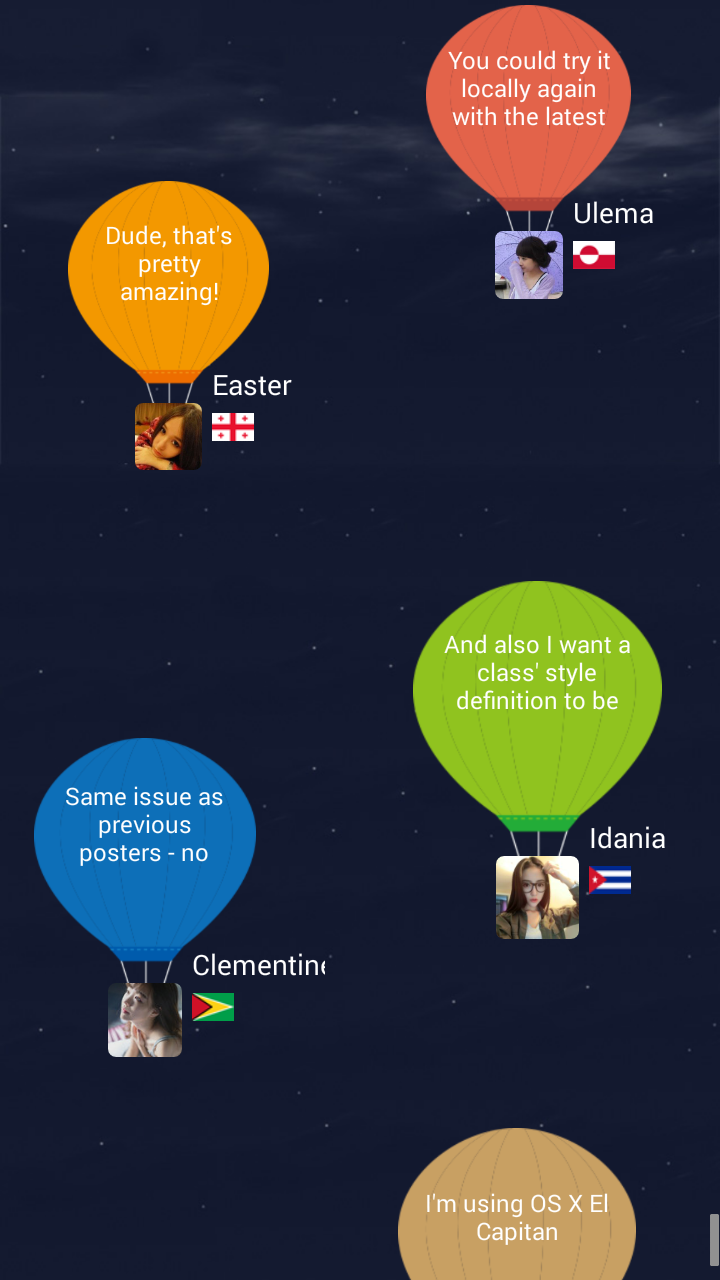 You could try it
locally again
with the latest
Ulema
Dude, that's
pretty
amazing!
Easter
And also I want a
class' style
definition to be
Idania
Same issue as
previous
posters - no
Clementine
I'm using OS X El
Capitan